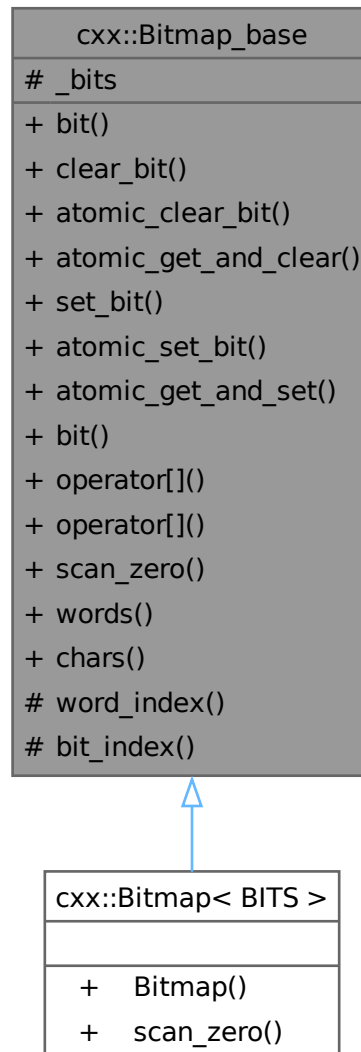 cxx::Bitmap_base
# _bits
+ bit()
+ clear_bit()
+ atomic_clear_bit()
+ atomic_get_and_clear()
+ set_bit()
+ atomic_set_bit()
+ atomic_get_and_set()
+ bit()
+ operator[]()
+ operator[]()
+ scan_zero()
+ words()
+ chars()
# word_index()
# bit_index()
cxx::Bitmap< BITS >
+ Bitmap()
+ scan_zero()